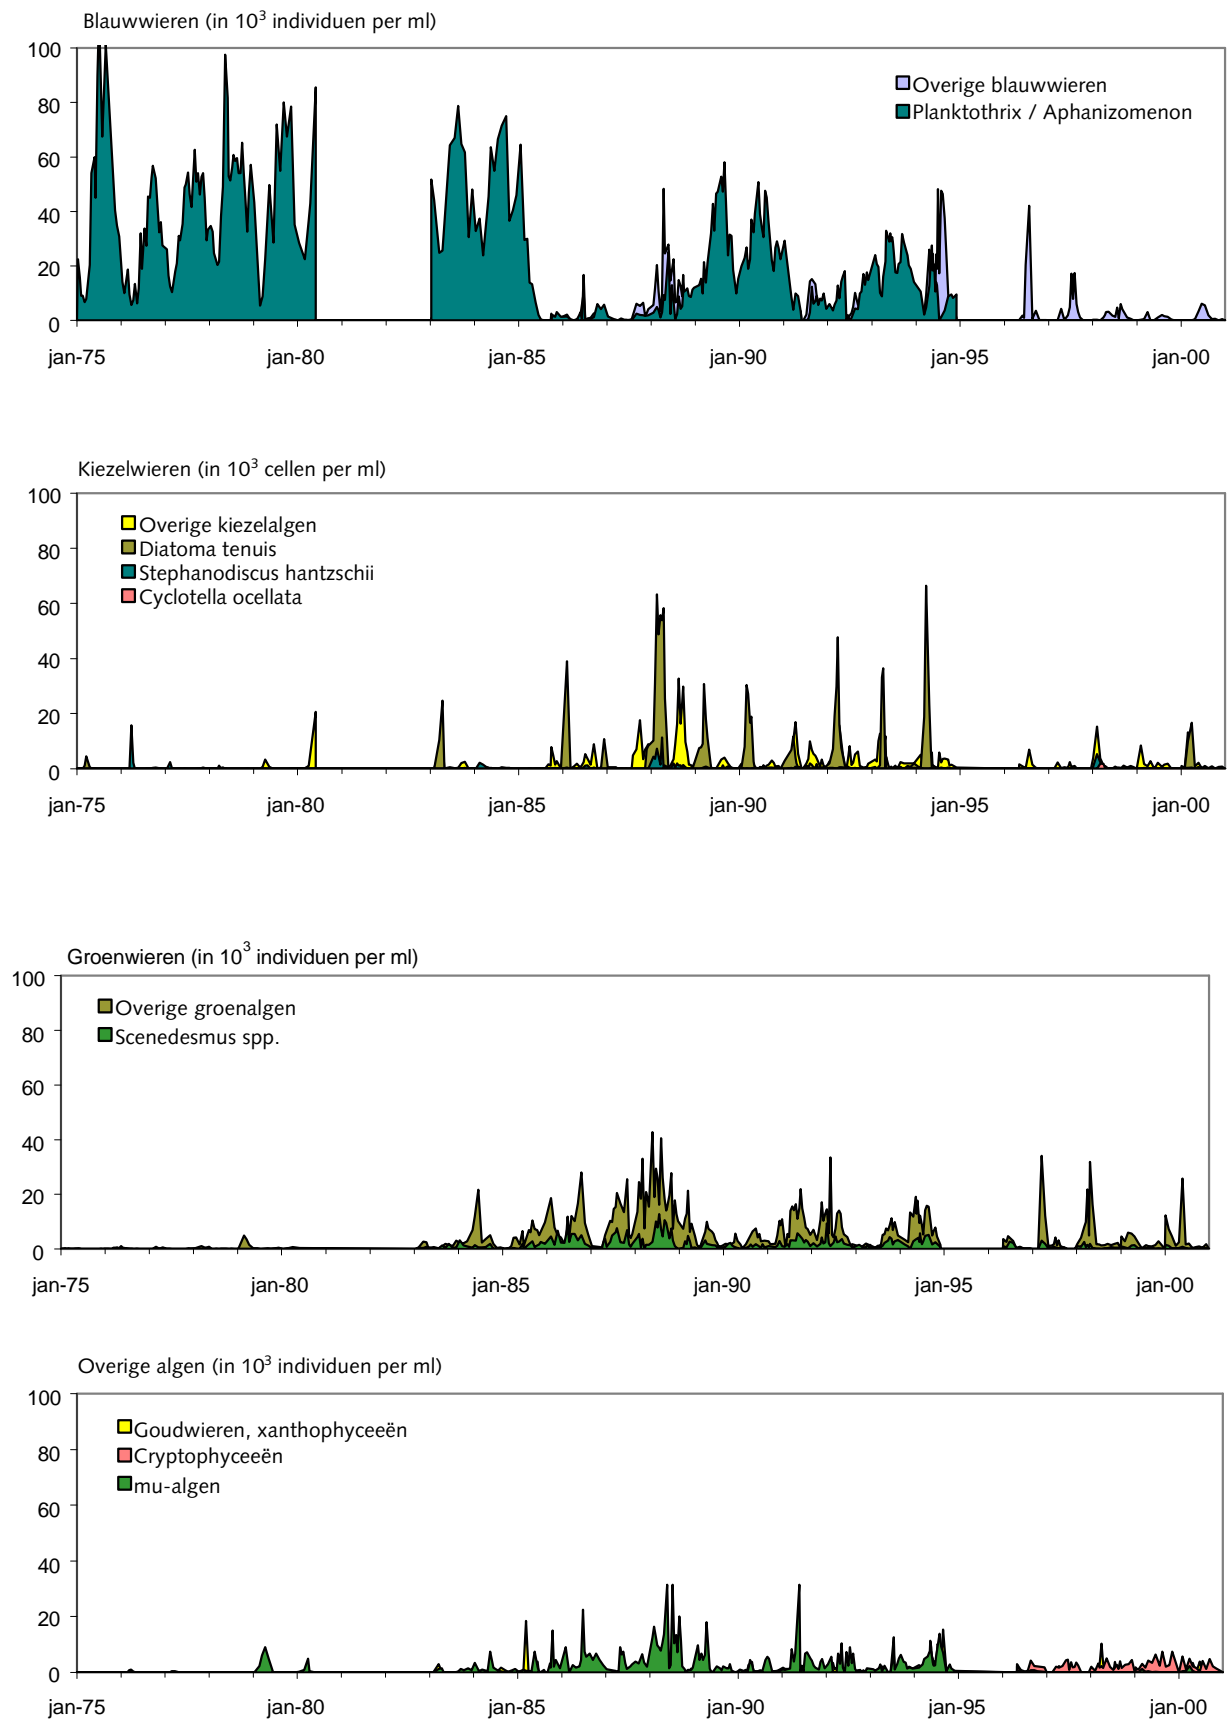 Blauwwieren (in 10³ individuen per ml)
100
80
60
40
20
0
Overige blauwwieren
Planktothrix / Aphanizomenon
jan-75 jan-80 jan-85 jan-90 jan-95 jan-00
Kiezelwieren (in 10³ cellen per ml)
100
80
60
40
20
0
Overige kiezelalgen
Diatoma tenuis
Stephanodiscus hantzschii
Cyclotella ocellata
jan-75 jan-80 jan-85 jan-90 jan-95 jan-00
Groenwieren (in 10³ individuen per ml)
100
80
60
40
20
0
Overige groenalgen
Scenedesmus spp.
jan-75 jan-80 jan-85 jan-90 jan-95 jan-00
Overige algen (in 10³ individuen per ml)
100
80
60
40
20
0
Goudwieren, xanthophyceeën
Cryptophyceeën
mu-algen
jan-75 jan-80 jan-85 jan-90 jan-95 jan-00